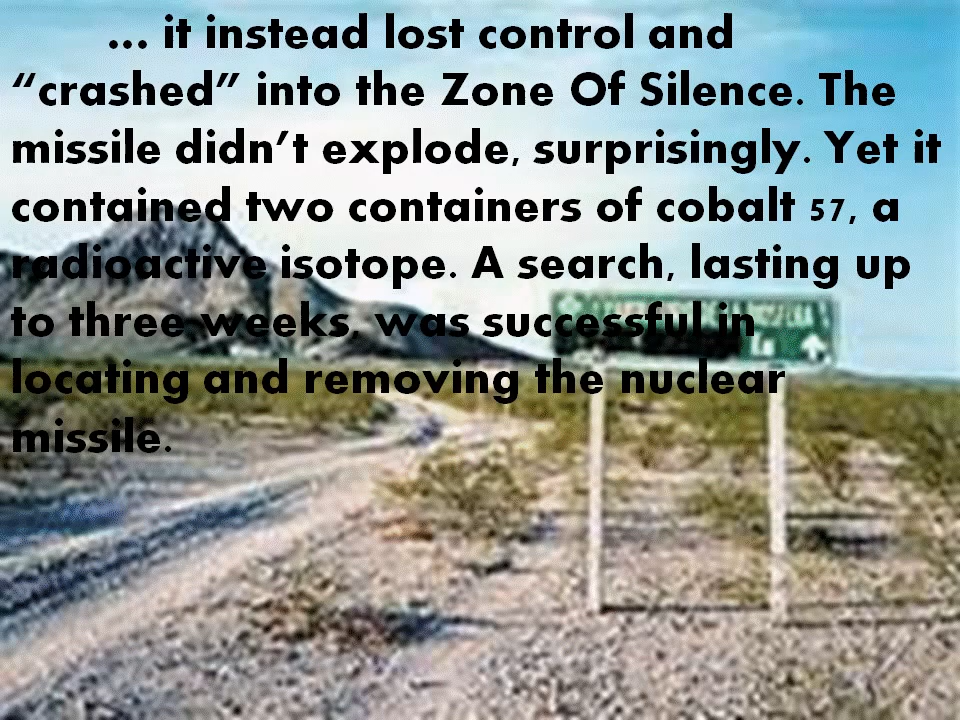 ... it instead lost control and
“crashed” into the Zone Of Silence. The
missile didn’t explode, surprisingly. Yet it
contained two containers of cobalt 57, a
radioactive isotope. A search, lasting up
to three weeks, was successful in
locating and removing the nuclear
missile.